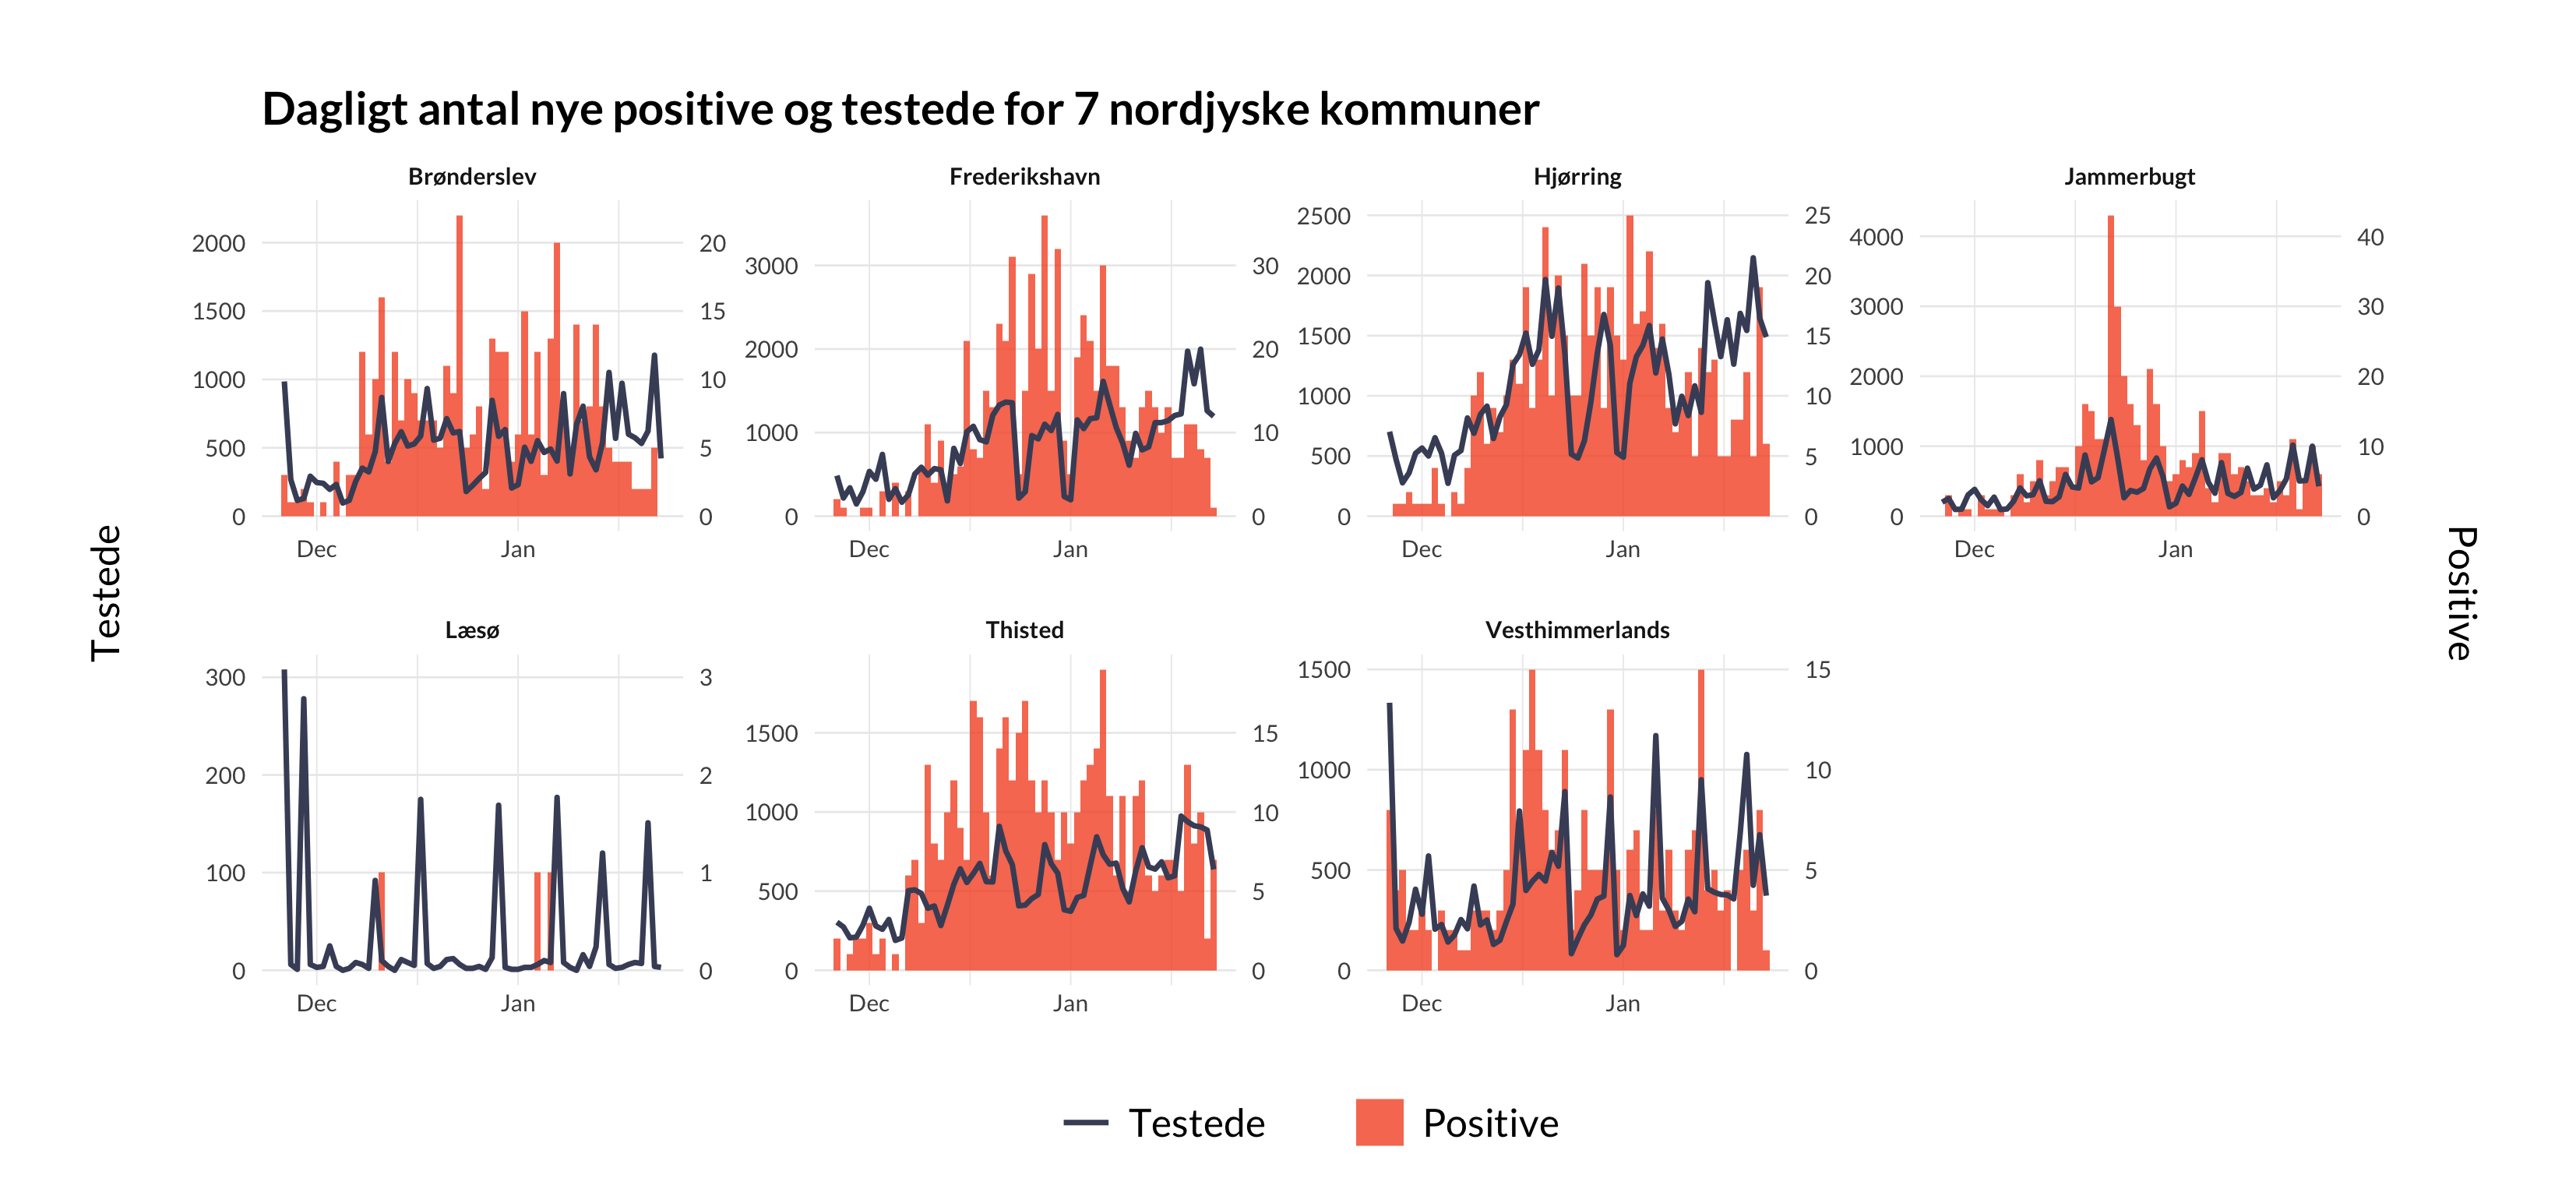 Dagligt antal nye positive og testede for 7 nordjyske kommuner
Brønderslev
Frederikshavn
Hjørring
Jammerbugt
2000
1500
1000
500
0
20
15
10
5
0
Dec
Jan
3000
2000
1000
0
30
20
10
0
Dec
Jan
2500
2000
1500
1000
500
0
25
20
15
10
5
0
Dec
Jan
4000
3000
2000
1000
0
40
30
20
10
0
Dec
Jan
Testede
Positive
Læsø
Thisted
Vesthimmerlands
300
200
100
0
3
2
1
0
Dec
Jan
1500
1000
500
0
15
10
5
0
Dec
Jan
1500
1000
500
0
15
10
5
0
Dec
Jan
Testede
Positive